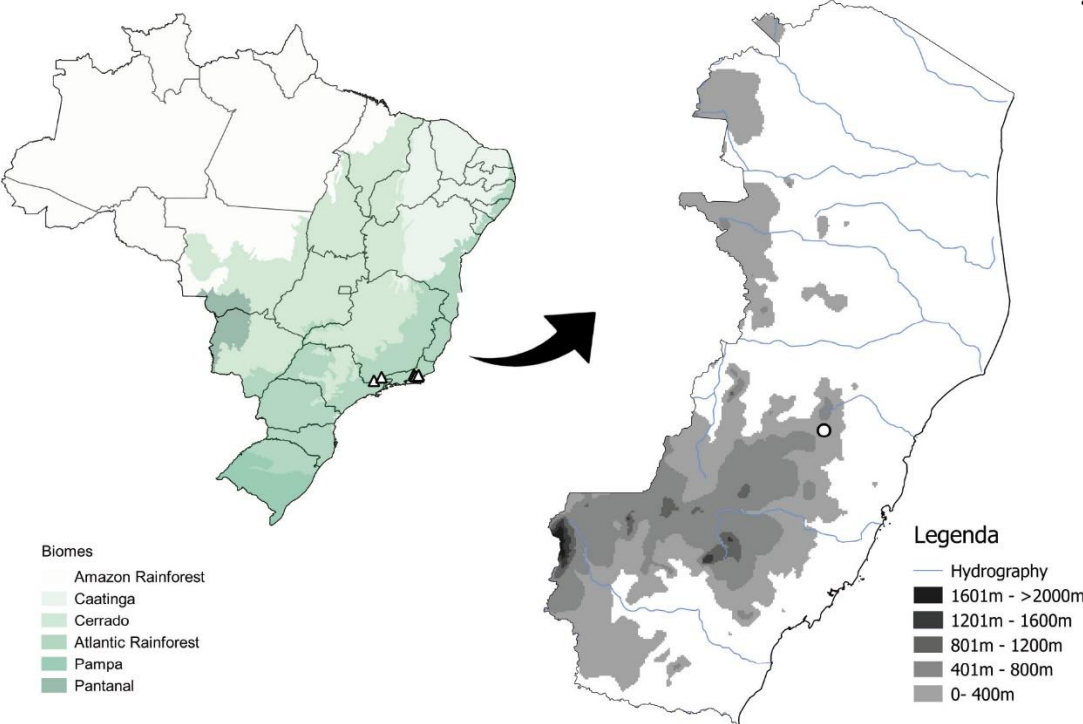 Biomes
Amazon Rainforest
Caatinga
Cerrado
Atlantic Rainforest
Pampa
Pantanal
Legenda
Hydrography
1601m - >2000m
1201m - 1600m
801m - 1200m
401m - 800m
0- 400m